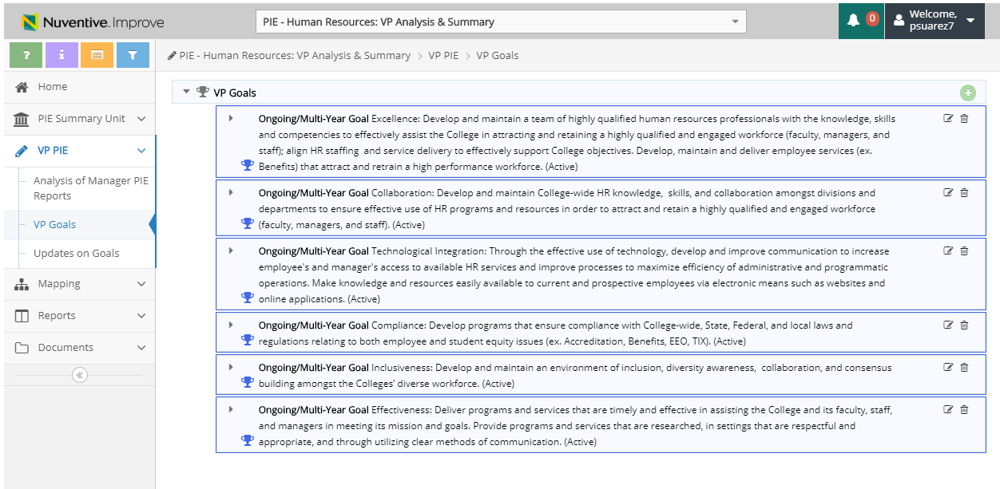 Nuventive. Improve
PIE - Human Resources: VP Analysis & Summary
0
Welcome,
psuarez7
?
i
PIE - Human Resources: VP Analysis & Summary > VP PIE > VP Goals
Home
PIE Summary Unit
VP PIE
Analysis of Manager PIE
Reports
VP Goals
Updates on Goals
Mapping
Reports
Documents
VP Goals
Ongoing/Multi-Year Goal Excellence: Develop and maintain a team of highly qualified human resources professionals with the knowledge, skills
and competencies to effectively assist the College in attracting and retaining a highly qualified and engaged workforce (faculty, managers, and
staff); align HR staffing and service delivery to effectively support College objectives. Develop, maintain and deliver employee services (ex.
Benefits) that attract and retrain a high performance workforce. (Active)
Ongoing/Multi-Year Goal Collaboration: Develop and maintain College-wide HR knowledge, skills, and collaboration amongst divisions and
departments to ensure effective use of HR programs and resources in order to attract and retain a highly qualified and engaged workforce
(faculty, managers, and staff). (Active)
Ongoing/Multi-Year Goal Technological Integration: Through the effective use of technology, develop and improve communication to increase
employee's and manager's access to available HR services and improve processes to maximize efficiency of administrative and programmatic
operations. Make knowledge and resources easily available to current and prospective employees via electronic means such as websites and
online applications. (Active)
Ongoing/Multi-Year Goal Compliance: Develop programs that ensure compliance with College-wide, State, Federal, and local laws and
regulations relating to both employee and student equity issues (ex. Accreditation, Benefits, EEO, TIX). (Active)
Ongoing/Multi-Year Goal Inclusiveness: Develop and maintain an environment of inclusion, diversity awareness, collaboration, and consensus
building amongst the Colleges’ diverse workforce. (Active)
Ongoing/Multi-Year Goal Effectiveness: Deliver programs and services that are timely and effective in assisting the College and its faculty, staff,
and managers in meeting its mission and goals. Provide programs and services that are researched, in settings that are respectful and
appropriate, and through utilizing clear methods of communication. (Active)